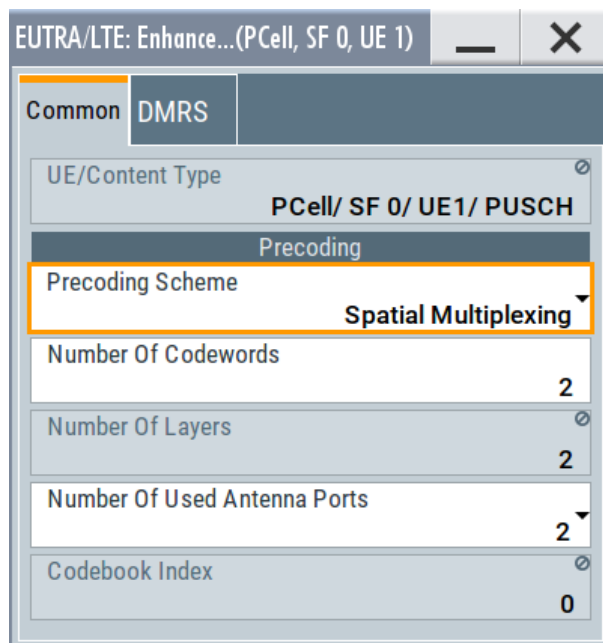 EUTRA/LTE: Enhance...(PCell, SF 0, UE 1)
Common DMRS
UE/Content Type
PCell/ SF 0/ UE1/ PUSCH
Precoding
Precoding Scheme
Spatial Multiplexing
Number Of Codewords
2
Number Of Layers
2
Number Of Used Antenna Ports
2
Codebook Index
0